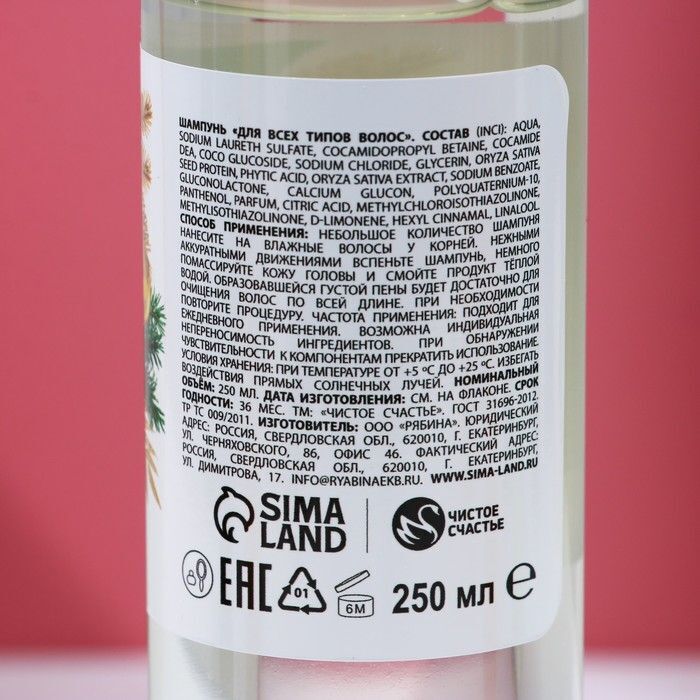 ШАМПУНЬ «ДЛЯ ВСЕХ ТИПОВ ВОЛОС». СОСТАВ (INCI): AQUA,
SODIUM LAURETH SULFATE, COCAMIDOPROPYL BETAINE, COCAMIDE
DEA, COCO GLUCOSIDE, SODIUM CHLORIDE, GLYCERIN, ORYZA SATIVA
SEED PROTEIN, PHYTIC ACID, ORYZA SATIVA EXTRACT, SODIUM BENZOATE,
GLUCONOLACTONE, CALCIUM GLUCON, POLYQUATERNIUM-10,
PANTHENOL, PARFUM, CITRIC ACID, METHYLCHLOROISOTHIAZOLINONE,
METHYLISOTHIAZOLINONE, D-LIMONENE, HEXYL CINNAMAL, LINALOOL.
СПОСОБ ПРИМЕНЕНИЯ: НЕБОЛЬШОЕ КОЛИЧЕСТВО ШАМПУНЯ
НАНЕСИТЕ НА ВЛАЖНЫЕ ВОЛОСЫ У КОРНЕЙ. НЕЖНЫМИ
АККУРАТНЫМИ ДВИЖЕНИЯМИ ВСПЕНЬТЕ ШАМПУНЬ, НЕМНОГО
ПОМАССИРУЙТЕ КОЖУ ГОЛОВЫ И СМОЙТЕ ПРОДУКТ ТЁПЛОЙ
ВОДОЙ. ОБРАЗОВАВШЕЙСЯ ГУСТОЙ ПЕНЫ БУДЕТ ДОСТАТОЧНО ДЛЯ
ОЧИЩЕНИЯ ВОЛОС ПО ВСЕЙ ДЛИНЕ. ПРИ НЕОБХОДИМОСТИ
ПОВТОРИТЕ ПРОЦЕДУРУ. ЧАСТОТА ПРИМЕНЕНИЯ: ПОДХОДИТ ДЛЯ
ЕЖЕДНЕВНОГО ПРИМЕНЕНИЯ. ВОЗМОЖНА ИНДИВИДУАЛЬНАЯ
НЕПЕРЕНОСИМОСТЬ ИНГРЕДИЕНТОВ. ПРИ ОБНАРУЖЕНИИ
ЧУВСТВИТЕЛЬНОСТИ К КОМПОНЕНТАМ ПРЕКРАТИТЬ ИСПОЛЬЗОВАНИЕ.
УСЛОВИЯ ХРАНЕНИЯ: ПРИ ТЕМПЕРАТУРЕ ОТ +5 ºС ДО +25 ºС. ИЗБЕГАТЬ
ВОЗДЕЙСТВИЯ ПРЯМЫХ СОЛНЕЧНЫХ ЛУЧЕЙ. НОМИНАЛЬНЫЙ
ОБЪЁМ: 250 МЛ. ДАТА ИЗГОТОВЛЕНИЯ: СМ. НА ФЛАКОНЕ. СРОК
ГОДНОСТИ: 36 МЕС. ТМ: «ЧИСТОЕ СЧАСТЬЕ». ГОСТ 31696-2012.
ТР ТС 009/2011. ИЗГОТОВИТЕЛЬ: ООО «РЯБИНА». ЮРИДИЧЕСКИЙ
АДРЕС: РОССИЯ, СВЕРДЛОВСКАЯ ОБЛ., 620010, Г. ЕКАТЕРИНБУРГ,
УЛ. ЧЕРНЯХОВСКОГО, 86, ОФИС 46. ФАКТИЧЕСКИЙ АДРЕС:
РОССИЯ, СВЕРДЛОВСКАЯ ОБЛ., 620010, Г. ЕКАТЕРИНБУРГ,
УЛ. ДИМИТРОВА, 17. INFO@RYABINAEKB.RU. WWW.SIMA-LAND.RU
SIMA
LAND
ЧИСТОЕ
СЧАСТЬЕ
EAC 01 6M 250 мл e